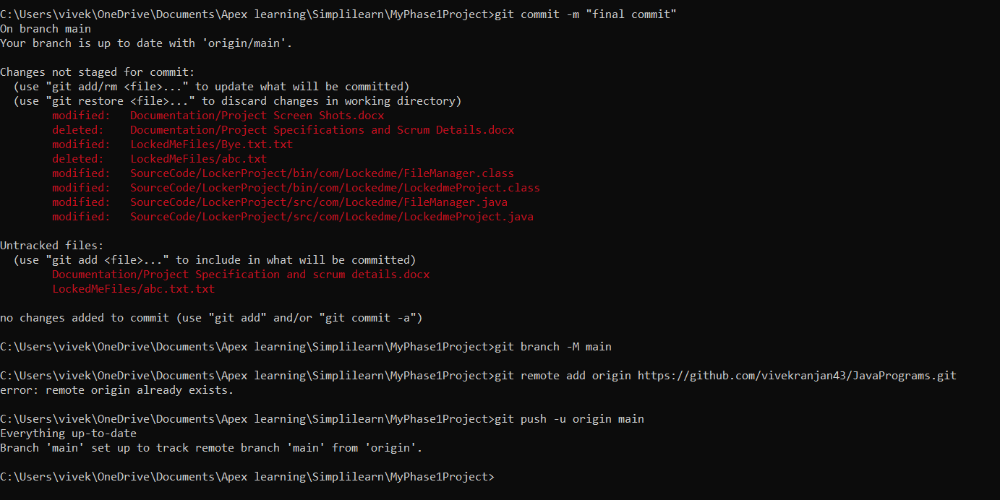 C:\Users\vivek\OneDrive\Documents\Apex learning\Simplilearn\MyPhase1Project>git commit -m "final commit"
On branch main
Your branch is up to date with 'origin/main'.
Changes not staged for commit:
(use "git add/rm <file>..." to update what will be committed)
(use "git restore <file>..." to discard changes in working directory)
modified: Documentation/Project Screen Shots.docx
deleted: Documentation/Project Specifications and Scrum Details.docx
modified: LockedMeFiles/Bye.txt.txt
deleted: LockedMeFiles/abc.txt
modified: SourceCode/LockerProject/bin/com/Lockedme/FileManager.class
modified: SourceCode/LockerProject/bin/com/Lockedme/LockedmeProject.class
modified: SourceCode/LockerProject/src/com/Lockedme/FileManager.java
modified: SourceCode/LockerProject/src/com/Lockedme/LockedmeProject.java
Untracked files:
(use "git add <file>..." to include in what will be committed)
Documentation/Project Specification and scrum details.docx
LockedMeFiles/abc.txt.txt
no changes added to commit (use "git add" and/or "git commit -a")
C:\Users\vivek\OneDrive\Documents\Apex learning\Simplilearn\MyPhase1Project>git branch -M main
C:\Users\vivek\OneDrive\Documents\Apex learning\Simplilearn\MyPhase1Project>git remote add origin https://github.com/vivekranjan43/JavaPrograms.git
error: remote origin already exists.
C:\Users\vivek\OneDrive\Documents\Apex learning\Simplilearn\MyPhase1Project>git push -u origin main
Everything up-to-date
Branch 'main' set up to track remote branch 'main' from 'origin'.
C:\Users\vivek\OneDrive\Documents\Apex learning\Simplilearn\MyPhase1Project>